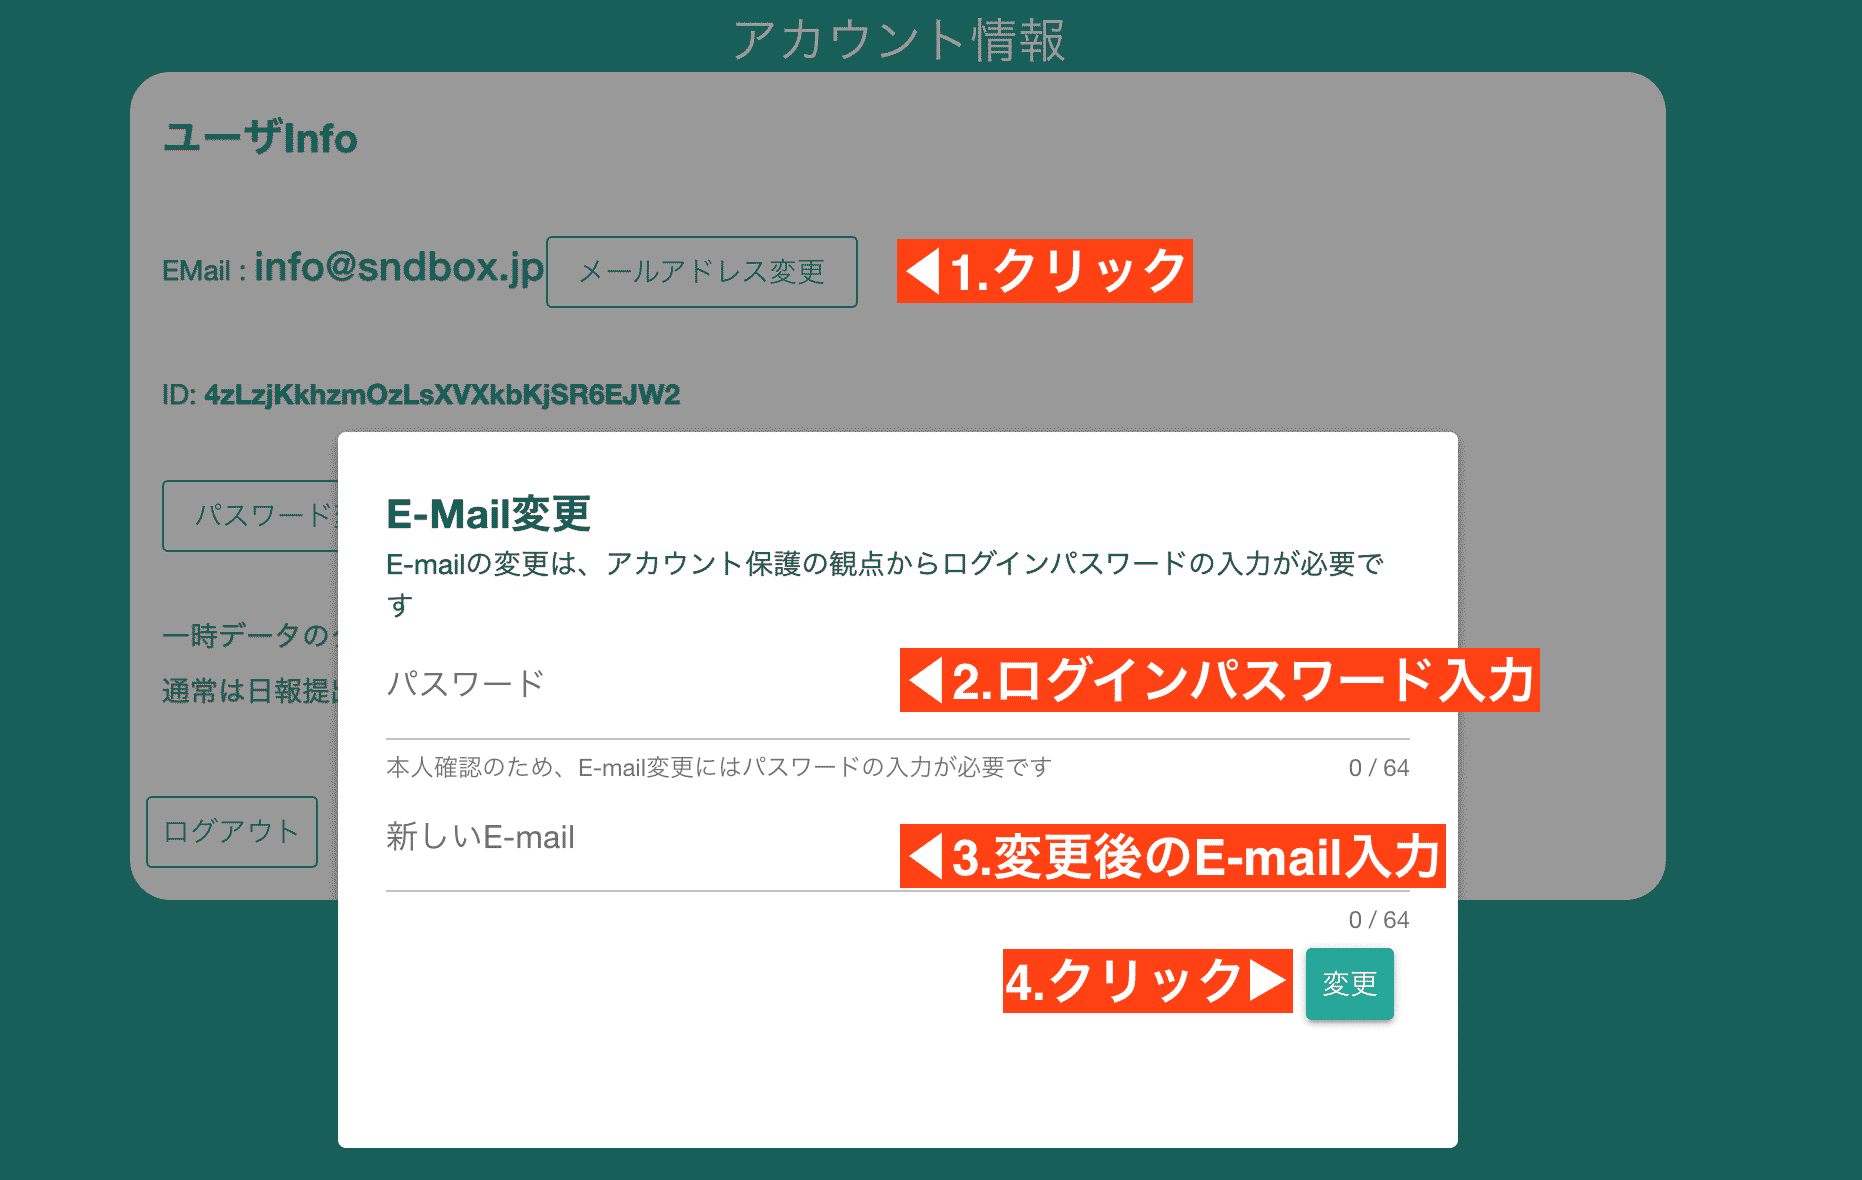 アカウント情報
ユーザInfo
EMail : info@sndbox.jp メールアドレス変更 ◀1.クリック
ID: 4zLzjKkhzmOzLsXVXkbKjSR6EJW2
パスワード
E-Mail変更
E-mailの変更は、アカウント保護の観点からログインパスワードの入力が必要で
す
一時データの
通常は日報提
パスワード ◀2.ログインパスワード入力
本人確認のため、E-mail変更にはパスワードの入力が必要です 0 / 64
ログアウト
新しいE-mail ◀3.変更後のE-mail入力
0 / 64
4.クリック▶ 変更